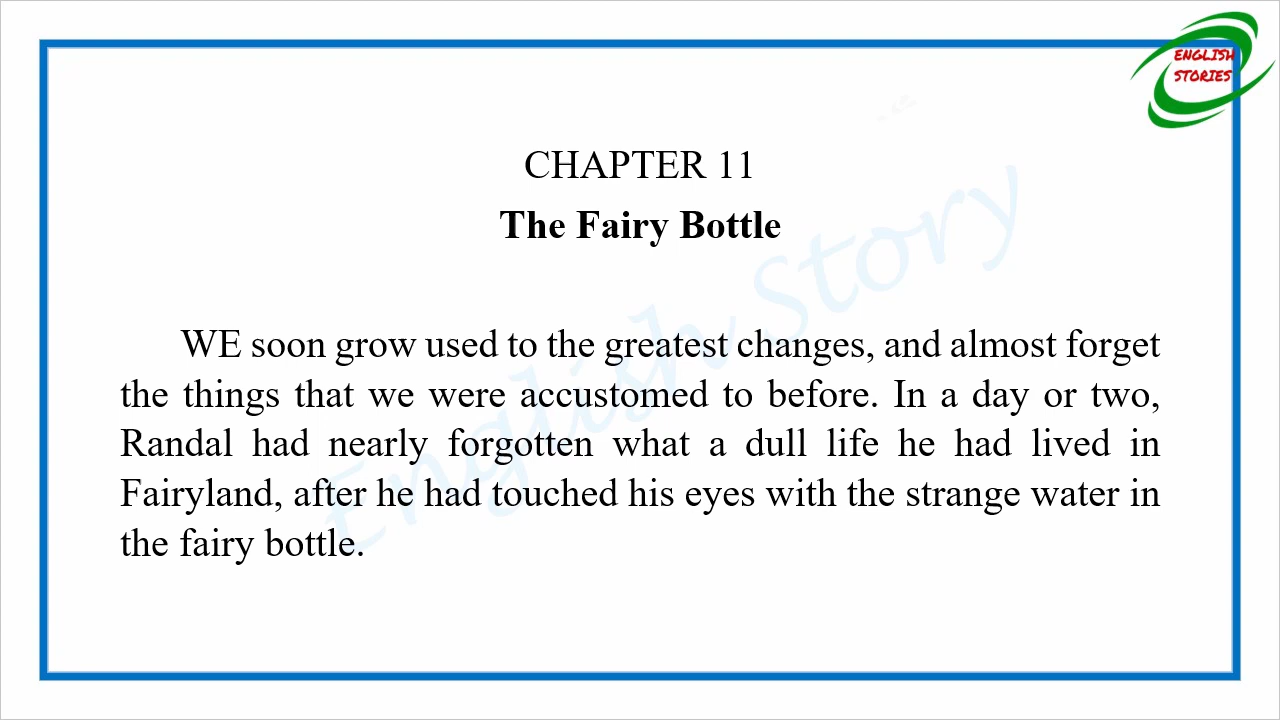 ENGLISH
STORIES
CHAPTER 11
The Fairy Bottle
WE soon grow used to the greatest changes, and almost forget
the things that we were accustomed to before. In a day or two,
Randal had nearly forgotten what a dull life he had lived in
Fairyland, after he had touched his eyes with the strange water in
the fairy bottle.
English Story